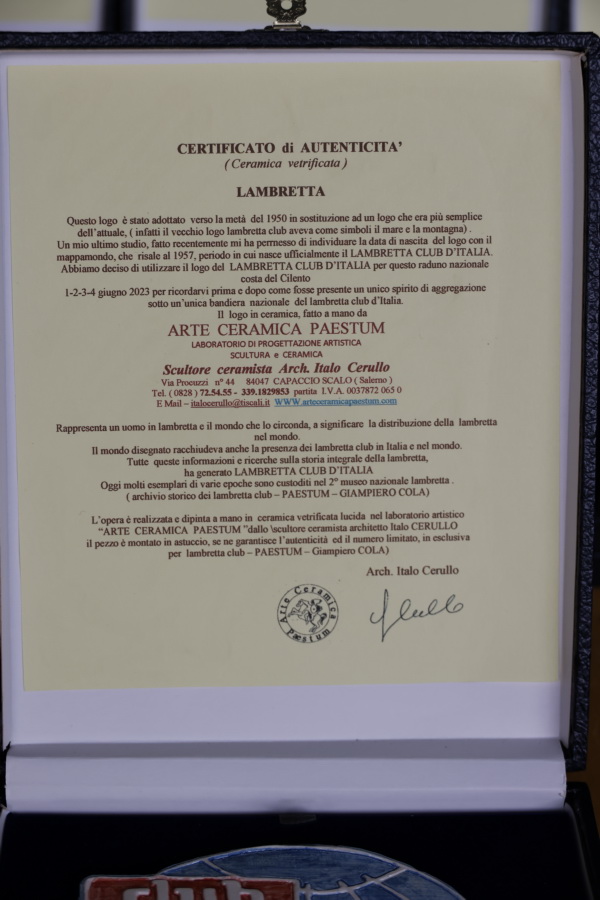 CERTIFICATO di AUTENTICITA’
( Ceramica vetrificata )
LAMBRETTA
Questo logo è stato adottato verso la metà del 1950 in sostituzione ad un logo che era più semplice
dell’attuale, ( infatti il vecchio logo lambretta club aveva come simboli il mare e la montagna) .
Un mio ultimo studio, fatto recentemente mi ha permesso di individuare la data di nascita del logo con il
mappamondo, che risale al 1957, periodo in cui nasce ufficialmente il LAMBRETTA CLUB D’ITALIA.
Abbiamo deciso di utilizzare il logo del LAMBRETTA CLUB D’ITALIA per questo raduno nazionale
costa del Cilento
1-2-3-4 giugno 2023 per ricordarvi prima e dopo come fosse presente un unico spirito di aggregazione
sotto un’unica bandiera nazionale del lambretta club d’Italia.
Il logo in ceramica, fatto a mano da
ARTE CERAMICA PAESTUM
LABORATORIO DI PROGETTAZIONE ARTISTICA
SCULTURA e CERAMICA
Scultore ceramista Arch. Italo Cerullo
Via Procuzzi n° 44 84047 CAPACCIO SCALO ( Salerno )
Tel. ( 0828 ) 72.54.55 - 339.1829853 partita I.V.A. 0037872 065 0
E Mail – italocerullo@tiscali.it WWW.arteceramicapaestum.com
Rappresenta un uomo in lambretta e il mondo che lo circonda, a significare la distribuzione della lambretta
nel mondo.
Il mondo disegnato racchiudeva anche la presenza dei lambretta club in Italia e nel mondo.
Tutte queste informazioni e ricerche sulla storia integrale della lambretta,
ha generato LAMBRETTA CLUB D’ITALIA
Oggi molti esemplari di varie epoche sono custoditi nel 2° museo nazionale lambretta .
( archivio storico dei lambretta club – PAESTUM – GIAMPIERO COLA)
L’opera è realizzata e dipinta a mano in ceramica vetrificata lucida nel laboratorio artistico
“ARTE CERAMICA PAESTUM ”dallo \scultore ceramista architetto Italo CERULLO
il pezzo è montato in astuccio, se ne garantisce l’autenticità ed il numero limitato, in esclusiva
per lambretta club – PAESTUM – Giampiero COLA)
Arch. Italo Cerullo
Arte Ceramica
Paestum
club